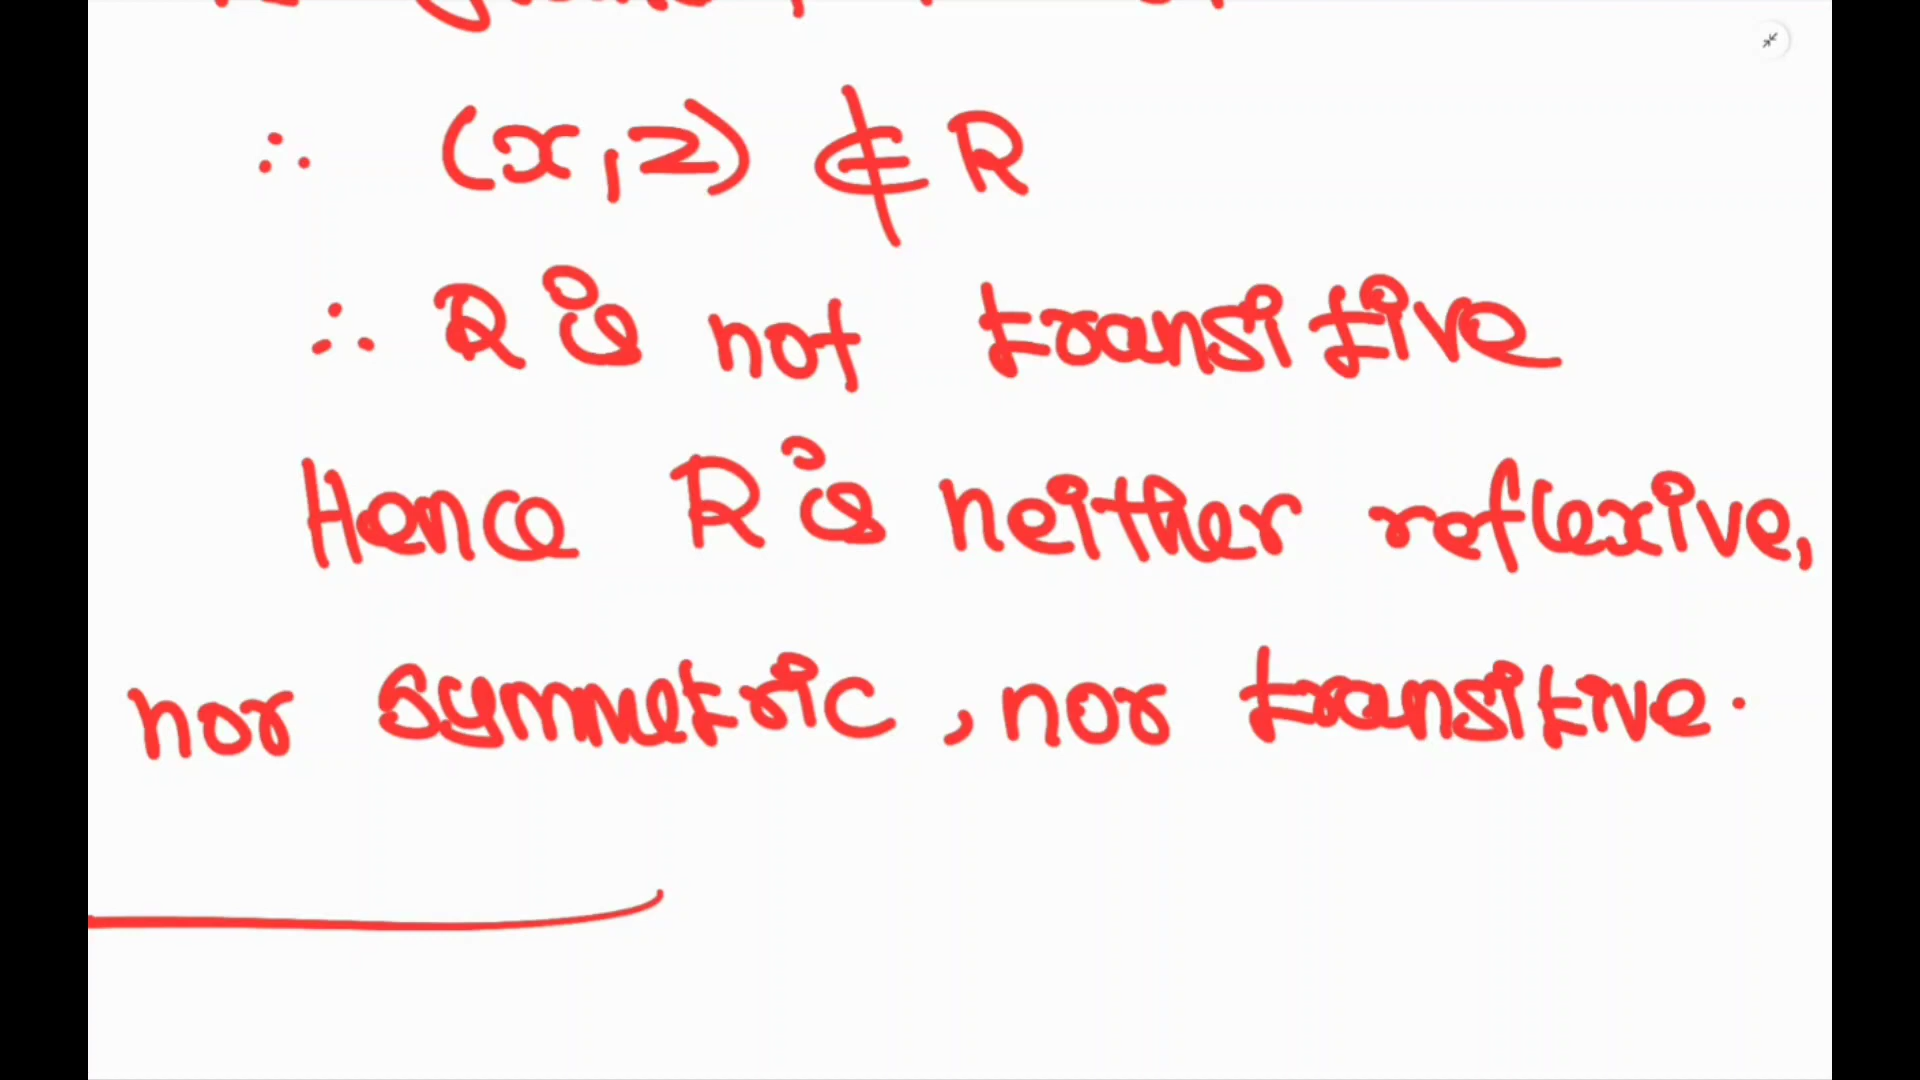 ∴ (x,z) ∉ R
∴ R is not transitive
Hence R is neither reflexive,
nor symmetric, nor transitive.